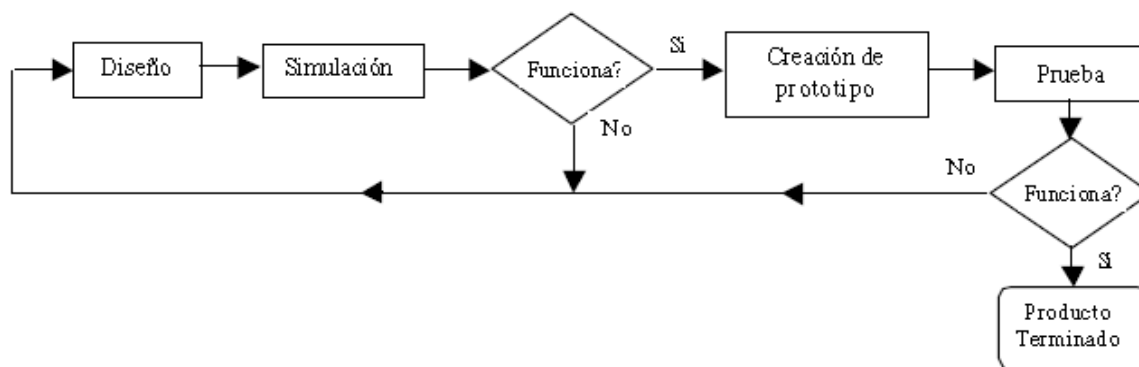 Diseño
Simulación
Funciona?
Si
No
Creación de
prototipo
Prueba
Funciona?
No
Si
Producto
Terminado